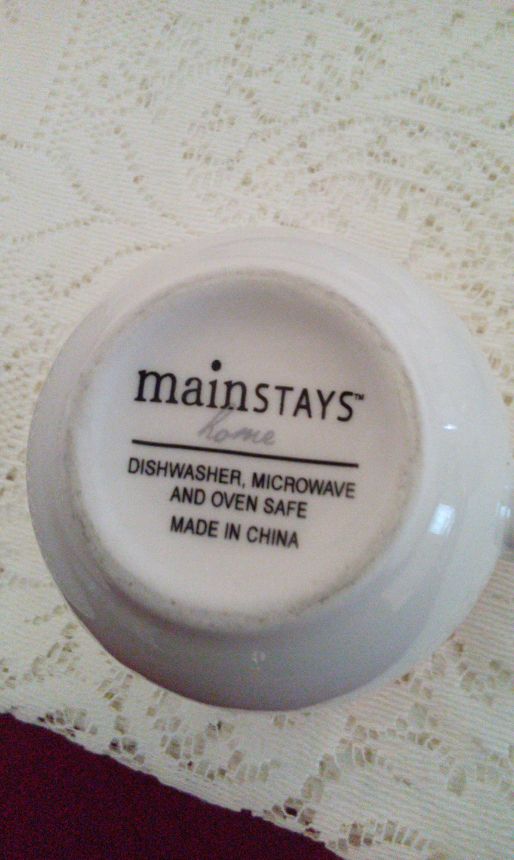 mainSTAYS™
home
DISHWASHER, MICROWAVE
AND OVEN SAFE
MADE IN CHINA